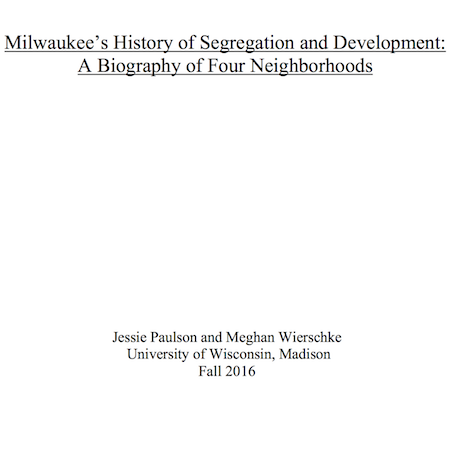 Milwaukee’s History of Segregation and Development:
A Biography of Four Neighborhoods
Jessie Paulson and Meghan Wierschke
University of Wisconsin, Madison
Fall 2016